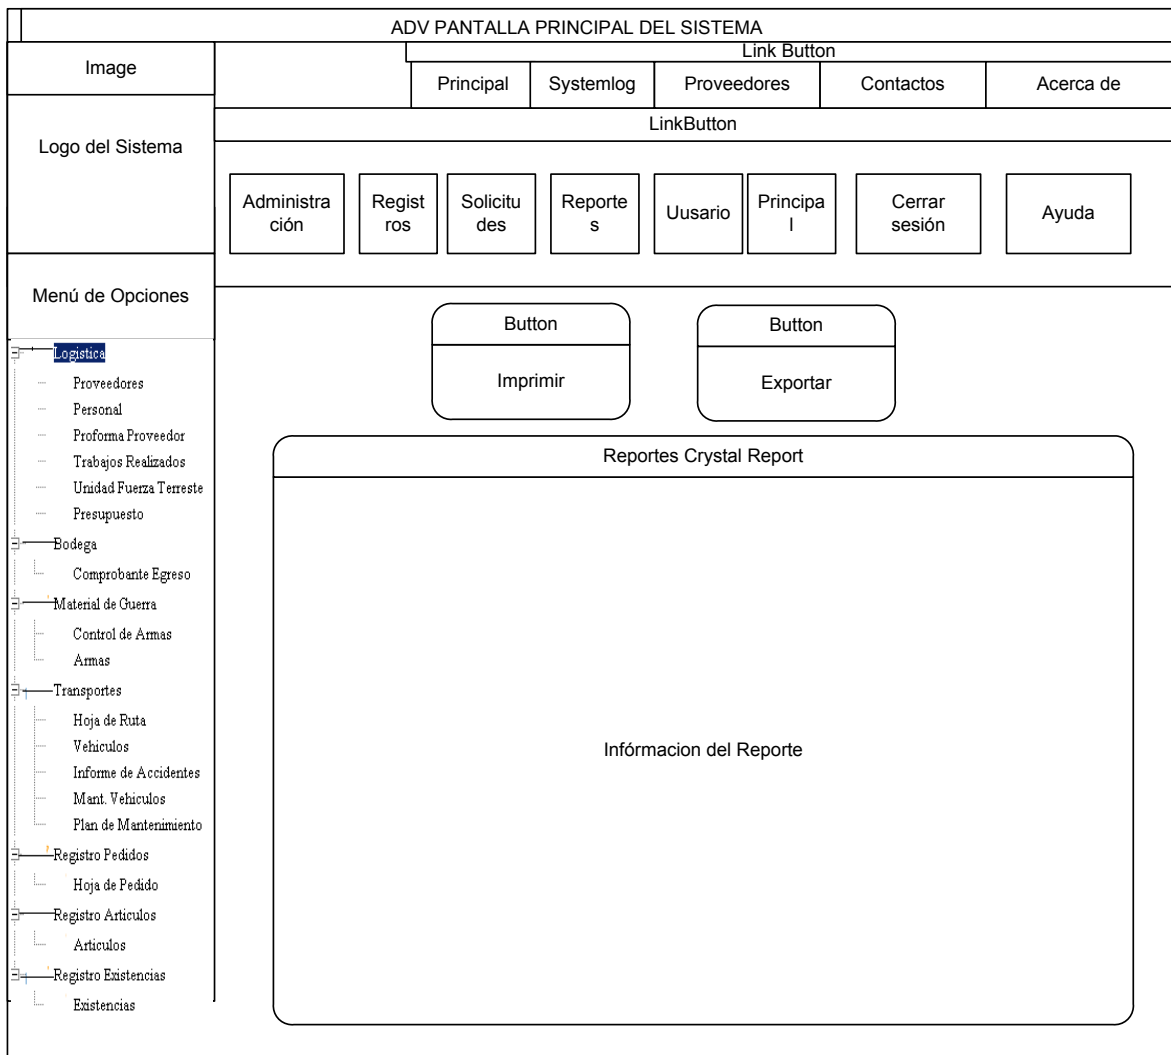 ADV PANTALLA PRINCIPAL DEL SISTEMA
Image
Link Button
Principal
Systemlog
Proveedores
Contactos
Acerca de
LinkButton
Logo del Sistema
Administra
ción
Regist
ros
Solicitu
des
Reporte
s
Uusario
Principa
l
Cerrar
sesión
Ayuda
Menú de Opciones
Button
Imprimir
Button
Exportar
Logistica
Proveedores
Personal
Proforma Proveedor
Trabajos Realizados
Unidad Fuerza Terreste
Presupuesto
Bodega
Comprobante Egreso
Material de Guerra
Control de Armas
Armas
Transportes
Hoja de Ruta
Vehiculos
Informe de Accidentes
Mant. Vehiculos
Plan de Mantenimiento
Registro Pedidos
Hoja de Pedido
Registro Articulos
Articulos
Registro Existencias
Existencias
Reportes Crystal Report
Infórmacion del Reporte